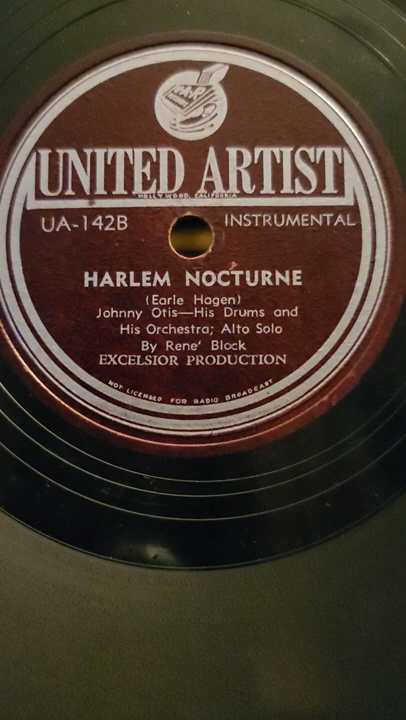 UNITED ARTIST
HOLLYWOOD, CALIFORNIA
UA-142B
INSTRUMENTAL
HARLEM NOCTURNE
(Earle Hagen)
Johnny Otis—His Drums and
His Orchestra; Alto Solo
By Rene' Block
EXCELSIOR PRODUCTION
NOT LICENSED FOR RADIO BROADCAST